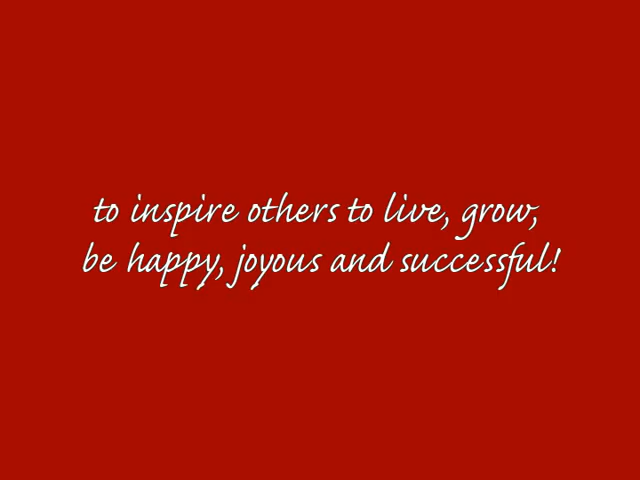 to inspire others to live, grow,
be happy, joyous and successful!